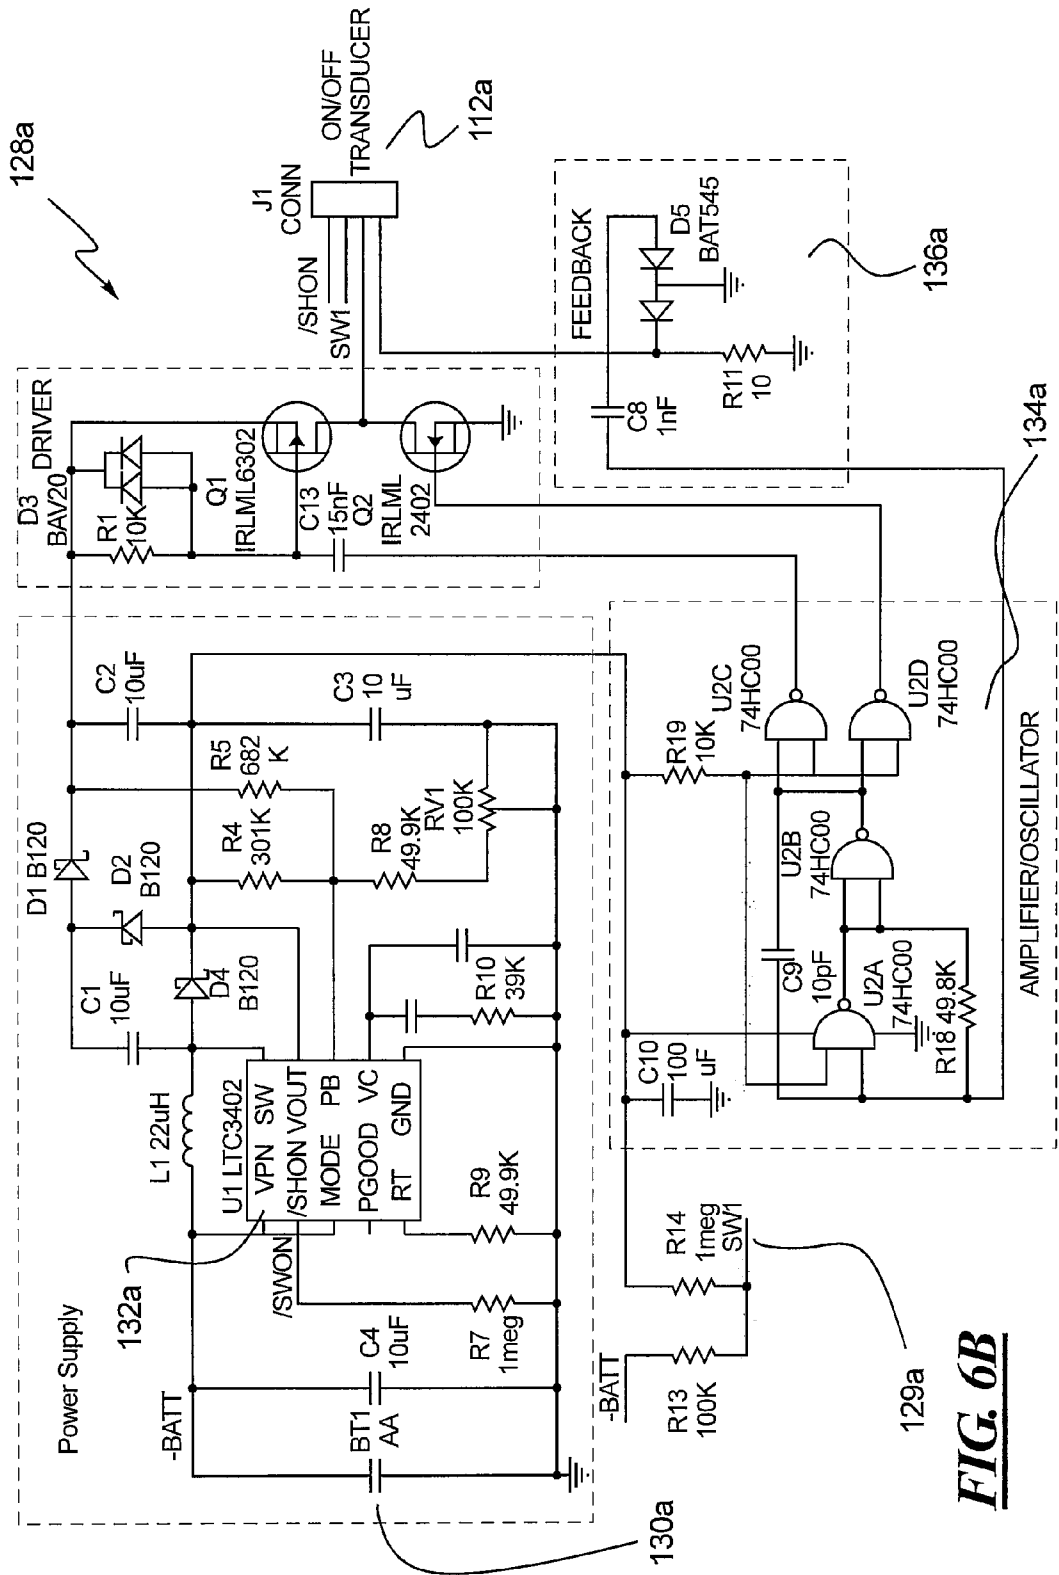 128a
ON/OFF
TRANSDUCER
112a
J1
CONN
/SHON
SW1
DRIVER
D3
BAV20
R1
10K
Q1
IRLML6302
C13
15nF
Q2
IRLML
2402
FEEDBACK
D5
BAT545
C8
1nF
R11
10
136a
134a
Power Supply
-BATT
BT1
AA
C4
10uF
130a
132a
L1 22uH
U1 LTC3402
VPN SW
/SHON VOUT
MODE PB
PGOOD VC
RT GND
/SWON
R7
1meg
R9
49.9K
C1
10uF
D1 B120
D2
B120
D4
B120
C2
10uF
R5
682
K
R4
301K
C3
10
uF
R8
49.9K
RV1
100K
R10
39K
-BATT
R13
100K
R14
1meg
SW1
129a
C10
100
uF
R19
10K
U2C
74HC00
U2D
74HC00
U2B
74HC00
C9
10pF
U2A
74HC00
R18 49.8K
AMPLIFIER/OSCILLATOR
FIG. 6B